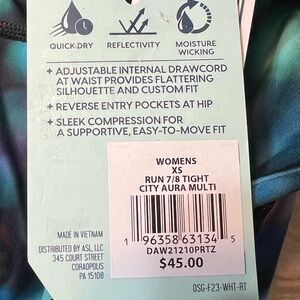 QUICK-DRY
REFLECTIVITY
MOISTURE
WICKING
+ ADJUSTABLE INTERNAL DRAWCORD
AT WAIST PROVIDES FLATTERING
SILHOUETTE AND CUSTOM FIT
+ REVERSE ENTRY POCKETS AT HIP
+ SLEEK COMPRESSION FOR
A SUPPORTIVE, EASY-TO-MOVE FIT
WOMENS
XS
RUN 7/8 TIGHT
CITY AURA MULTI
1 96358 63134 5
DAW21210PRTZ
$45.00
MADE IN VIETNAM
DISTRIBUTED BY ASL, LLC
345 COURT STREET
CORAOPOLIS
PA 15108
DSG-F23-WHT-RT